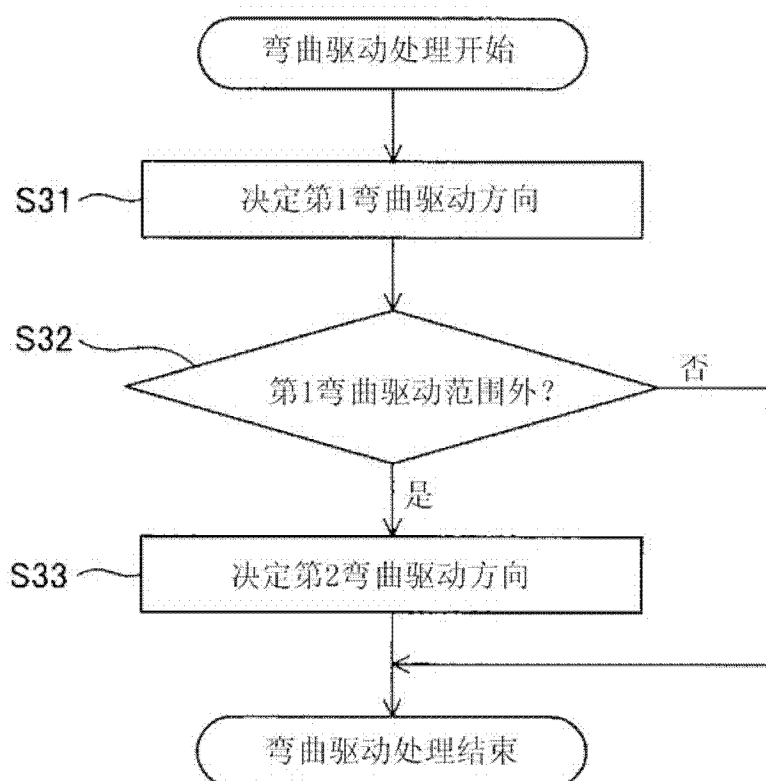 弯曲驱动处理开始
S31
决定第1弯曲驱动方向
S32
第1弯曲驱动范围外？
否
是
S33
决定第2弯曲驱动方向
弯曲驱动处理结束